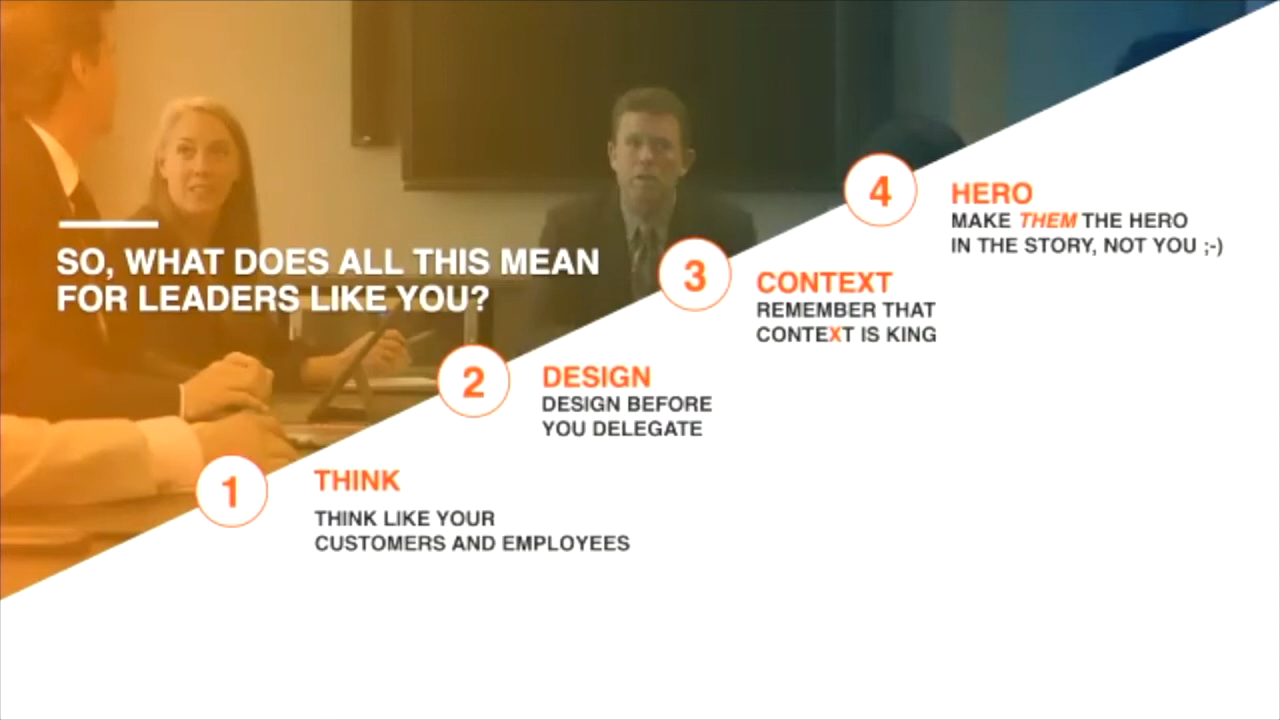 SO, WHAT DOES ALL THIS MEAN
FOR LEADERS LIKE YOU?
1
THINK
THINK LIKE YOUR
CUSTOMERS AND EMPLOYEES
2
DESIGN
DESIGN BEFORE
YOU DELEGATE
3
CONTEXT
REMEMBER THAT
CONTEXT IS KING
4
HERO
MAKE THEM THE HERO
IN THE STORY, NOT YOU ;-)